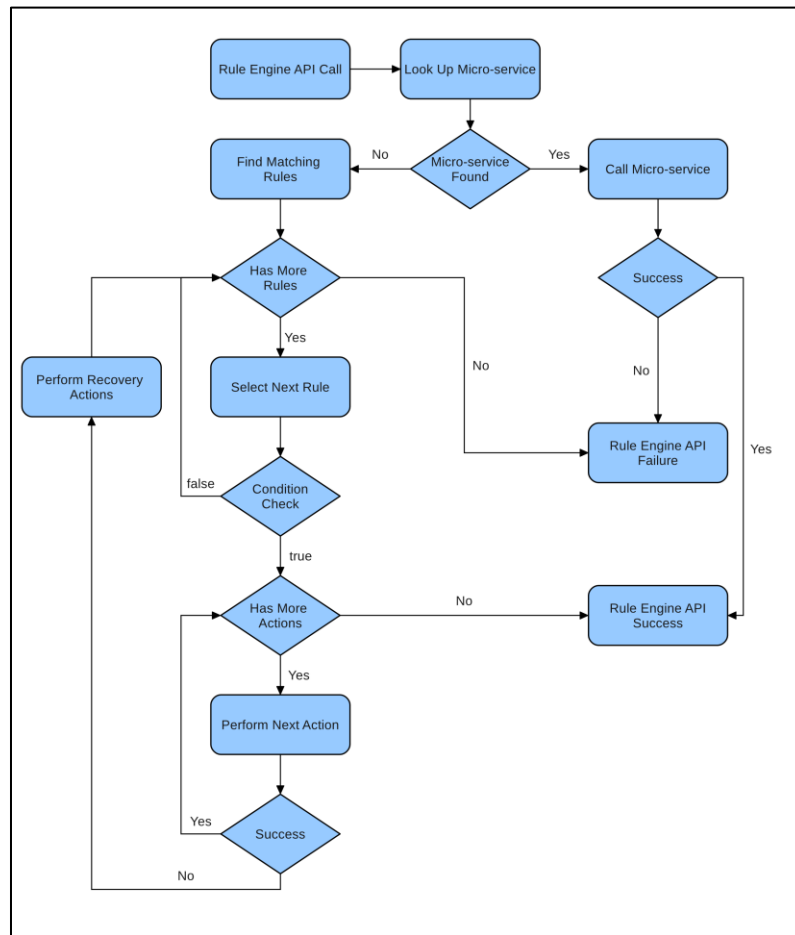 Rule Engine API Call
Look Up Micro-service
Find Matching
Rules
No
Micro-service
Found
Yes
Call Micro-service
Has More
Rules
Success
Yes
No
No
Perform Recovery
Actions
Select Next Rule
Rule Engine API
Failure
Yes
false
Condition
Check
true
Has More
Actions
No
Rule Engine API
Success
Yes
Perform Next Action
Yes
Success
No